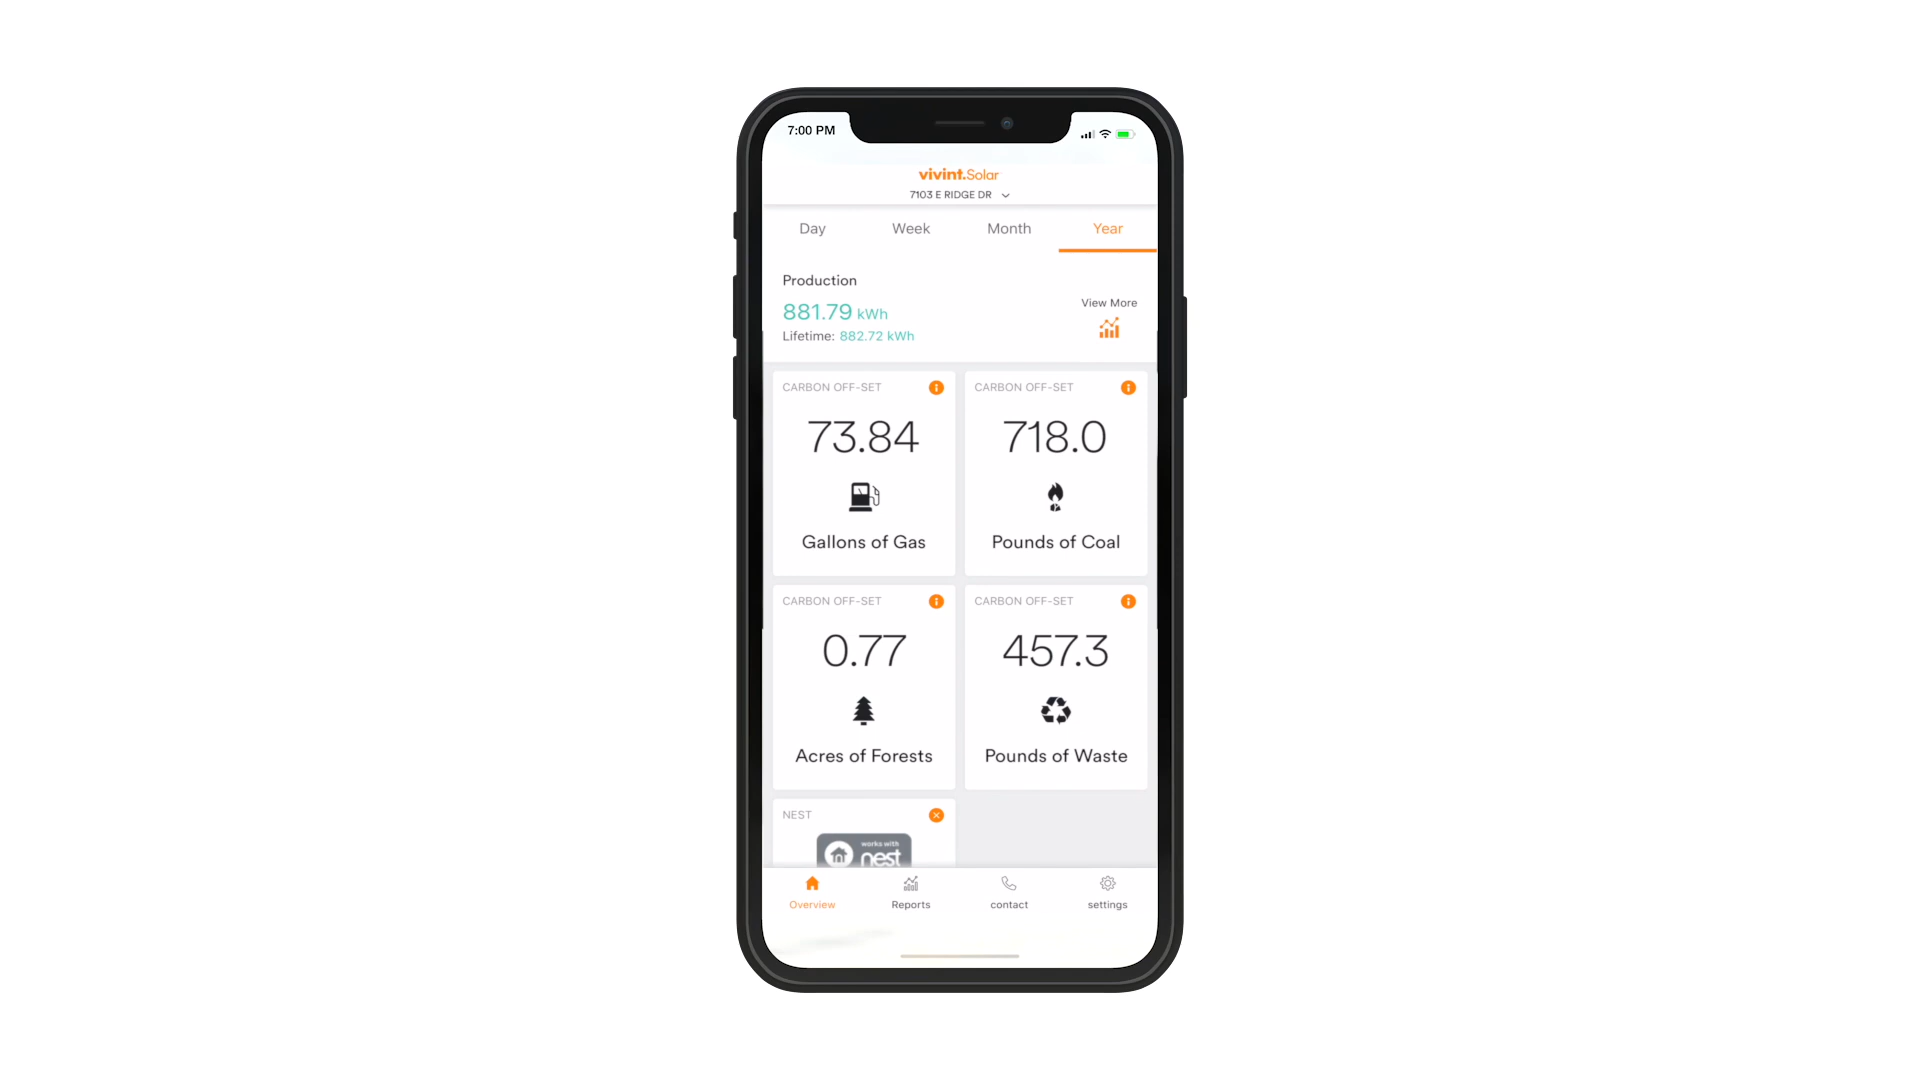 7:00 PM
vivint.Solar
7103 E RIDGE DR
Day Week Month Year
Production
881.79 kWh
Lifetime: 882.72 kWh
View More
CARBON OFF-SET
73.84
Gallons of Gas
CARBON OFF-SET
718.0
Pounds of Coal
CARBON OFF-SET
0.77
Acres of Forests
CARBON OFF-SET
457.3
Pounds of Waste
NEST
works with
nest
Overview Reports contact settings